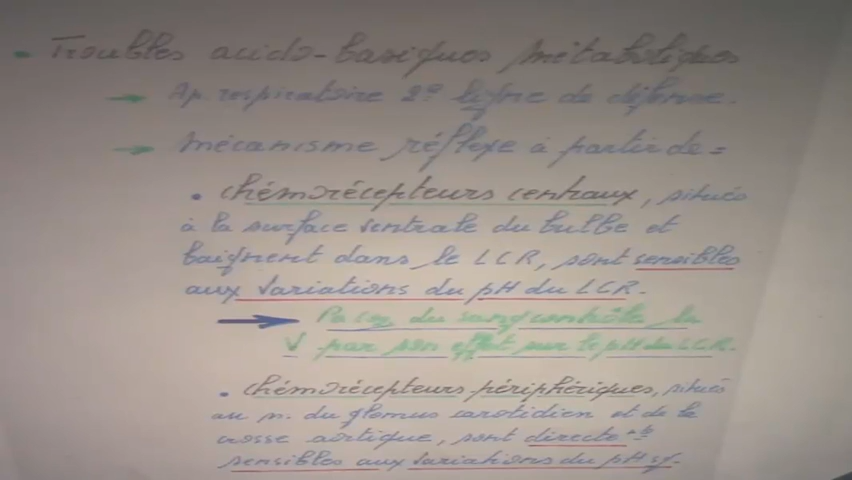 • Troubles acido-basiques métaboliques
→ Ap. respiratoire 2e ligne de défense.
→ Mécanisme réflexe à partir de =
• chémorécepteurs centraux, situés
à la surface ventrale du bulbe et
baignent dans le LCR, sont sensibles
aux variations du pH du LCR.
→ Pa CO2 du sang contrôle la
V par son effet sur le pH du LCR.
• chémorécepteurs périphériques, situés
au n. du glomus carotidien et de la
crosse aortique, sont directe
sensibles aux variations du pH